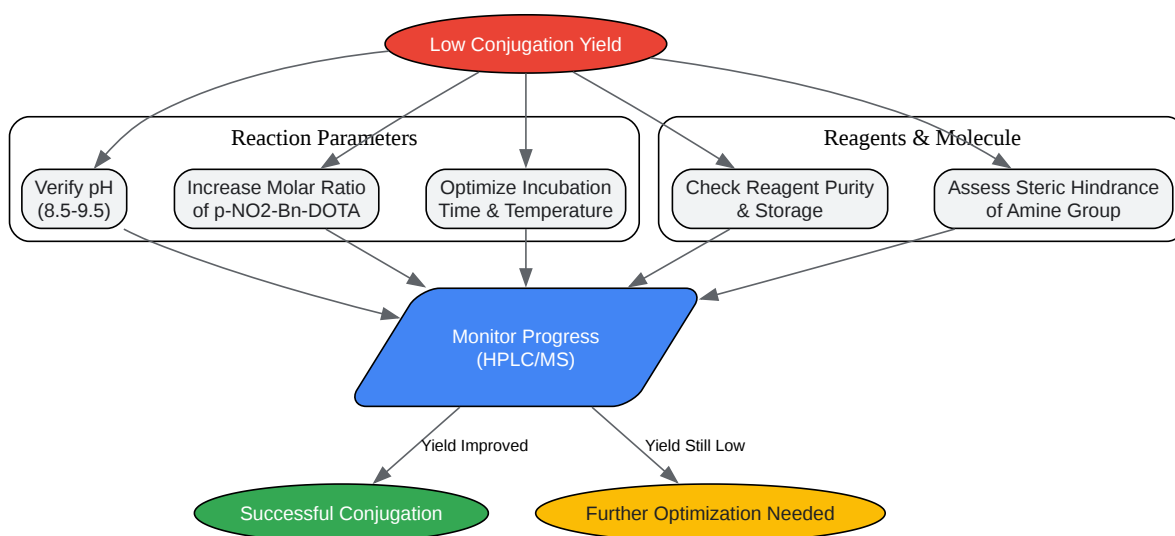 Low Conjugation Yield
Reaction Parameters
Reagents & Molecule
Verify pH
(8.5-9.5)
Increase Molar Ratio
of p-NO2-Bn-DOTA
Optimize Incubation
Time & Temperature
Check Reagent Purity
& Storage
Assess Steric Hindrance
of Amine Group
Monitor Progress
(HPLC/MS)
Yield Improved
Yield Still Low
Successful Conjugation
Further Optimization Needed